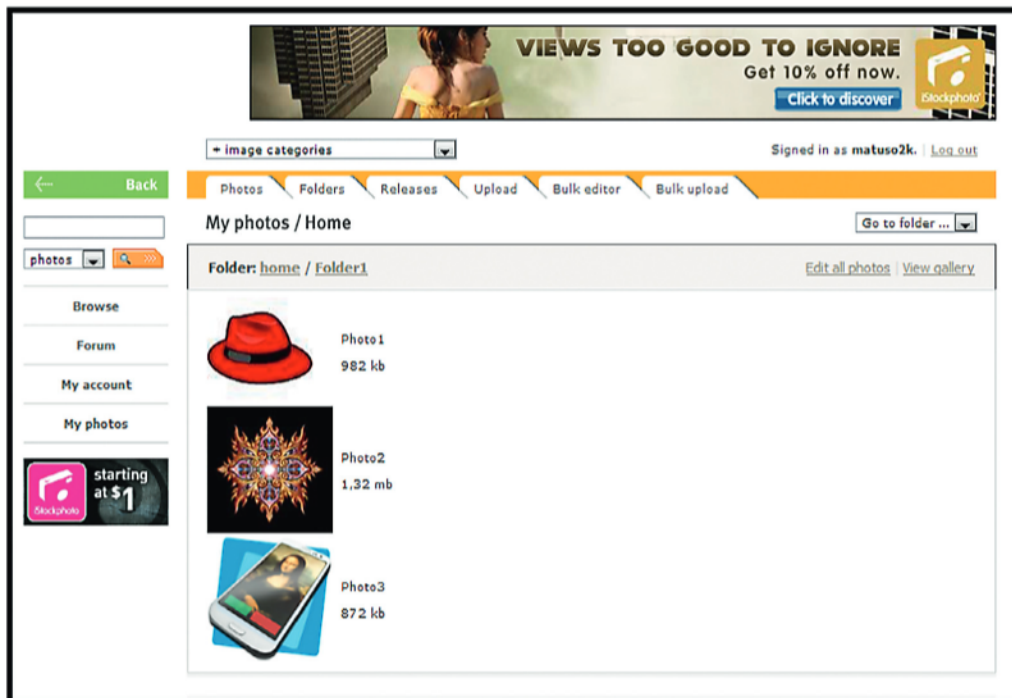 VIEWS TOO GOOD TO IGNORE
Get 10% off now.
Click to discover
iStockphoto
+ image categories
Signed in as matuso2k. | Log out
Back
Photos
Folders
Releases
Upload
Bulk editor
Bulk upload
My photos / Home
Go to folder ...
photos
Folder: home / Folder1
Edit all photos | View gallery
Browse
Forum
My account
My photos
starting
at $1
iStockphoto
Photo1
982 kb
Photo2
1,32 mb
Photo3
872 kb